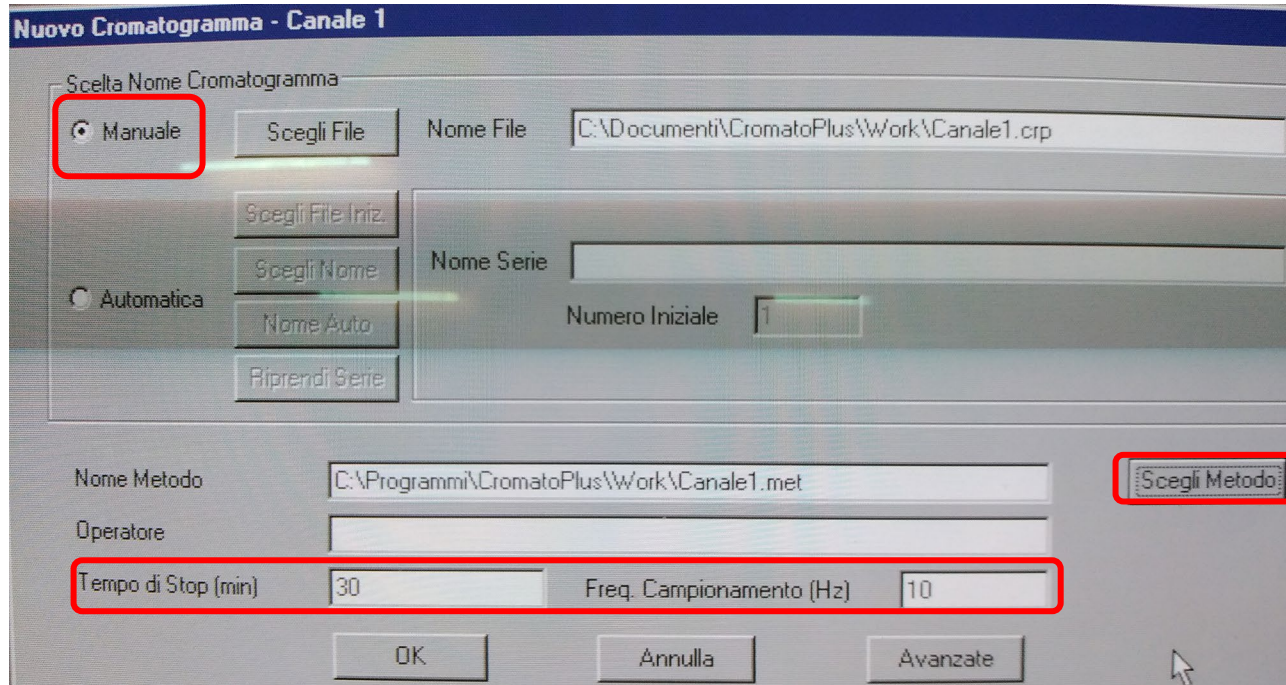 Nuovo Cromatogramma - Canale 1
Scelta Nome Cromatogramma
Manuale Scegli File Nome File C:\Documenti\CromatoPlus\Work\Canale1.crp
Scegli File Iniz.
Scegli Nome Nome Serie
Automatica Nome Auto Numero Iniziale 1
Riprendi Serie
Nome Metodo C:\Programmi\CromatoPlus\Work\Canale1.met Scegli Metodo
Operatore
Tempo di Stop (min) 30 Freq. Campionamento (Hz) 10
OK Annulla Avanzate